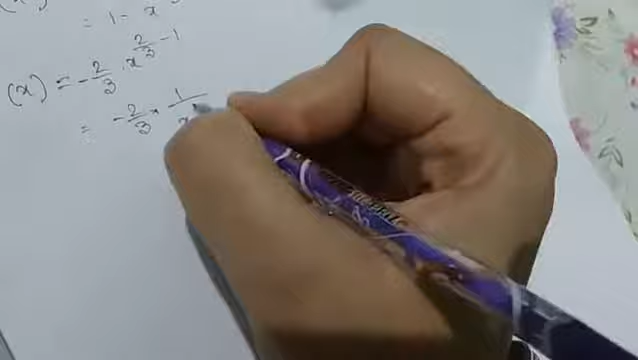 (x)
= 1 - x
(x) = -2/3 · x^(2/3 - 1)
= -2/3 * 1/x